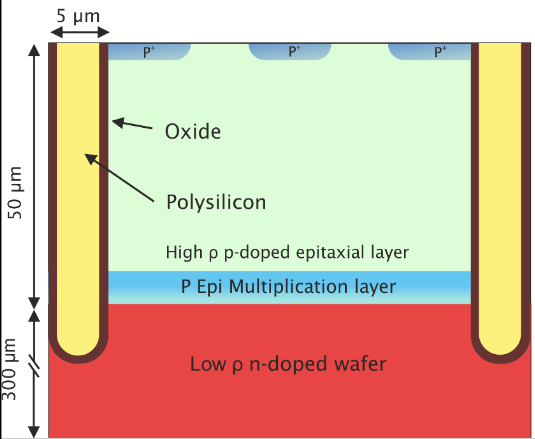 5 µm
P⁺ P⁺ P⁺
Oxide
Polysilicon
50 µm
High ρ p-doped epitaxial layer
P Epi Multiplication layer
Low ρ n-doped wafer
300 µm